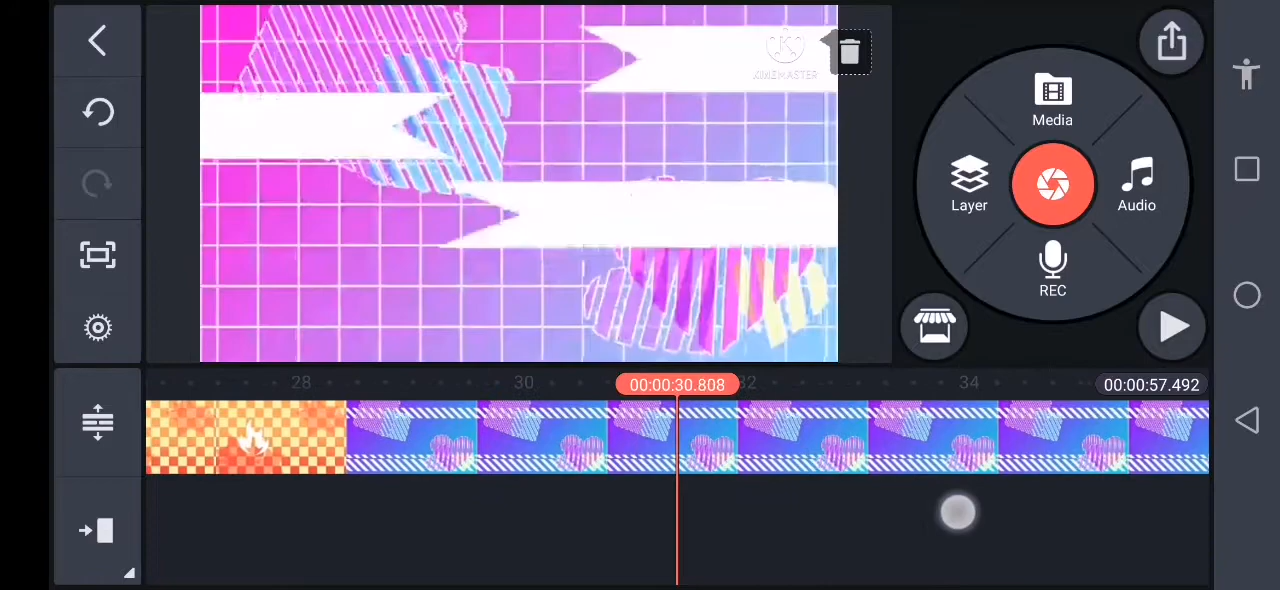 KINEMASTER
Media
Layer
Audio
REC
28
30
00:00:30.808
32
34
00:00:57.492